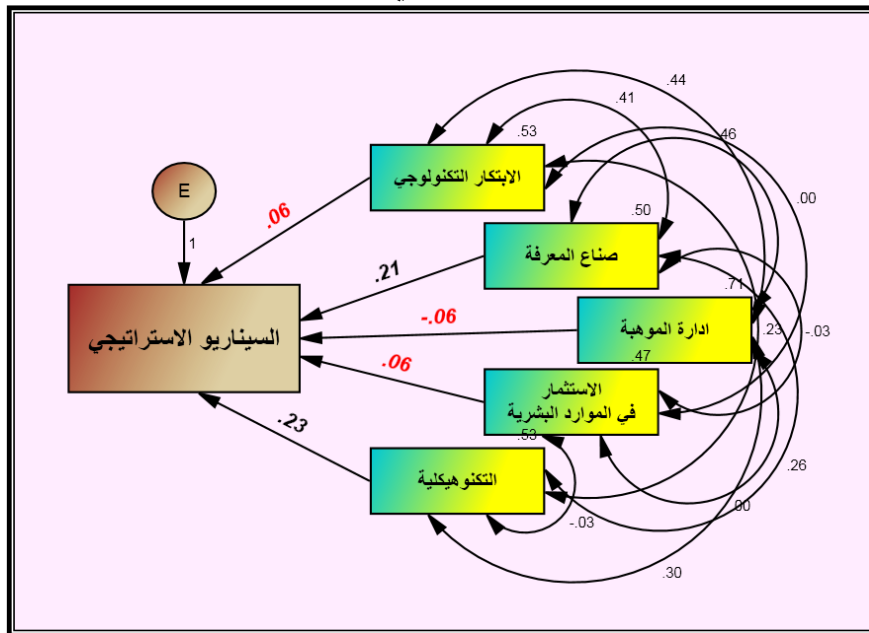 .44
.41
.46
.53
الابتكار التكنولوجي
E
.00
.06
.50
1
صناع المعرفة
.21
.71
السيناريو الاستراتيجي
-.06
ادارة الموهبة
.23
-.03
.47
.06
الاستثمار
في الموارد البشرية
.23
.53
التكنوهيكلية
.26
.00
-.03
.30